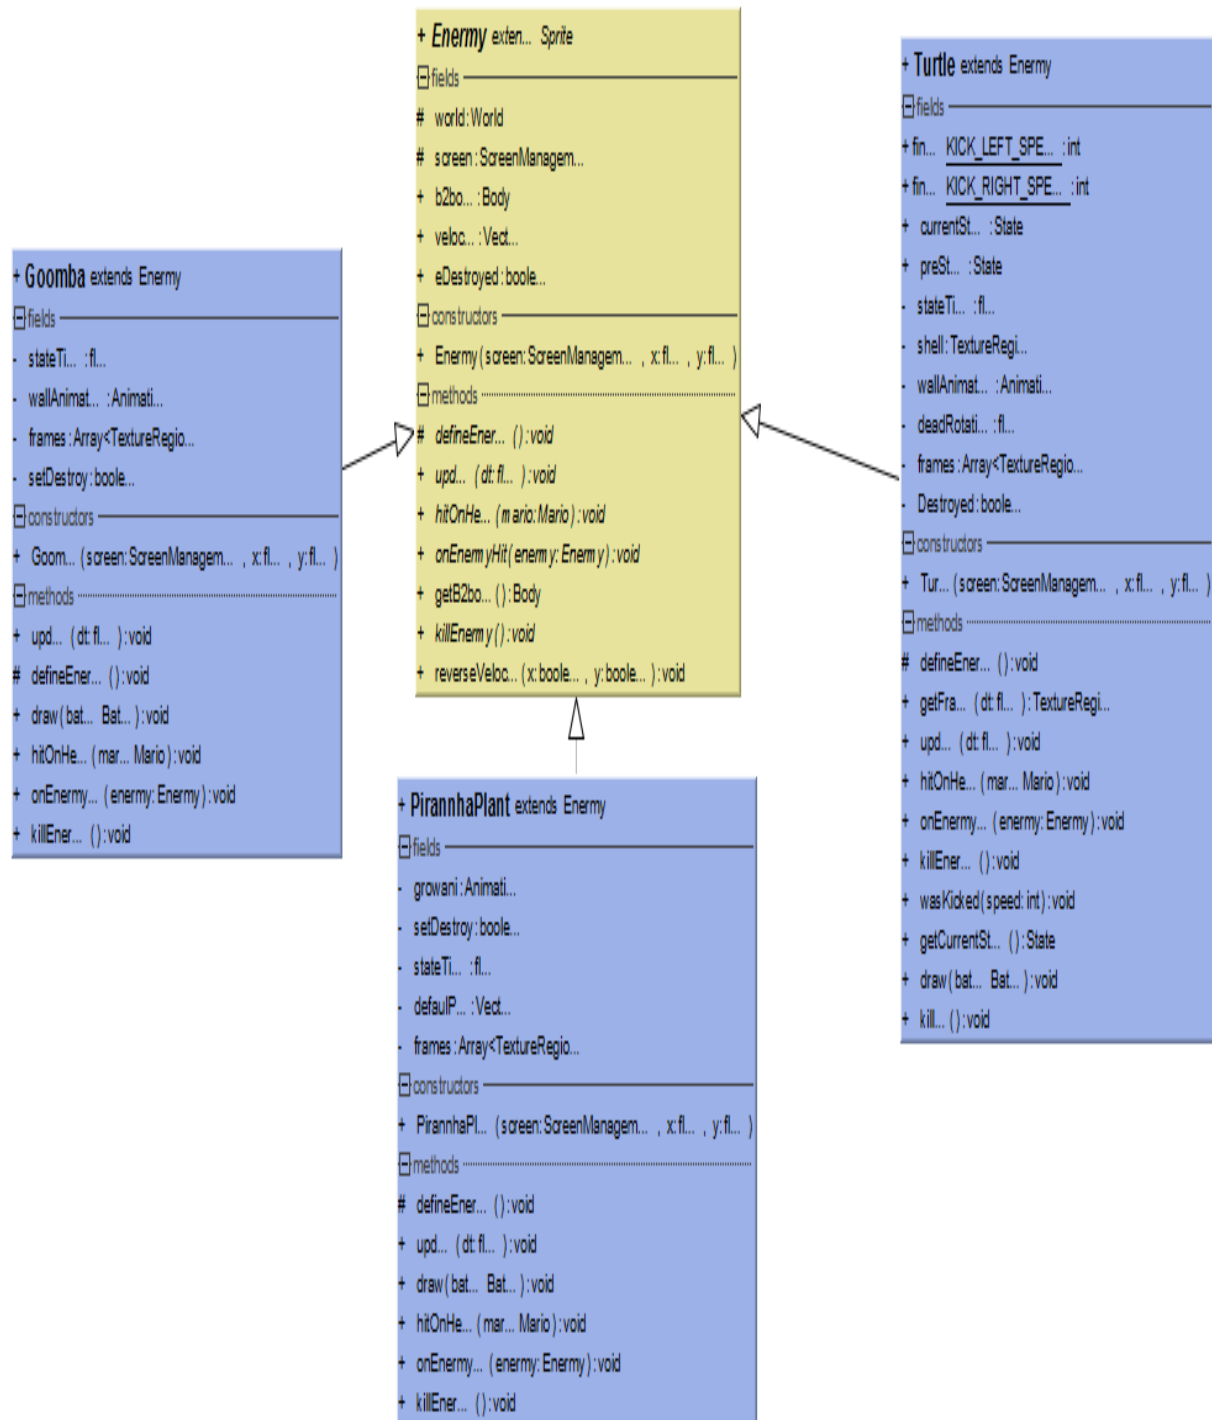 + Enermy exten... Sprite
fields
# world:World
# screen:ScreenManagem...
+ b2bo... :Body
+ veloc... :Vect...
+ eDestroyed:boole...
constructors
+ Enermy(screen:ScreenManagem... , x:fl... , y:fl... )
methods
# defineEner... ():void
+ upd... (dt:fl... ):void
+ hitOnHe... (mario:Mario):void
+ onEnermyHit(enermy:Enermy):void
+ getB2bo... ():Body
+ killEnermy():void
+ reverseVeloc... (x:boole... , y:boole... ):void
+ Goomba extends Enermy
fields
- stateTi... :fl...
- wallAnimat... :Animati...
- frames:Array<TextureRegio...
- setDestroy:boole...
constructors
+ Goom... (screen:ScreenManagem... , x:fl... , y:fl... )
methods
+ upd... (dt:fl... ):void
# defineEner... ():void
+ draw(bat... Bat... ):void
+ hitOnHe... (mar... Mario):void
+ onEnermy... (enermy:Enermy):void
+ killEner... ():void
+ Turtle extends Enermy
fields
+ fin... KICK_LEFT_SPE... :int
+ fin... KICK_RIGHT_SPE... :int
+ currentSt... :State
+ preSt... :State
- stateTi... :fl...
- shell:TextureRegi...
- wallAnimat... :Animati...
- deadRotati... :fl...
- frames:Array<TextureRegio...
- Destroyed:boole...
constructors
+ Tur... (screen:ScreenManagem... , x:fl... , y:fl... )
methods
# defineEner... ():void
+ getFra... (dt:fl... ):TextureRegi...
+ upd... (dt:fl... ):void
+ hitOnHe... (mar... Mario):void
+ onEnermy... (enermy:Enermy):void
+ killEner... ():void
+ wasKicked(speed:int):void
+ getCurrentSt... ():State
+ draw(bat... Bat... ):void
+ kill... ():void
+ PirannhaPlant extends Enermy
fields
- growani:Animati...
- setDestroy:boole...
- stateTi... :fl...
- defaulP... :Vect...
- frames:Array<TextureRegio...
constructors
+ PirannhaPl... (screen:ScreenManagem... , x:fl... , y:fl... )
methods
# defineEner... ():void
+ upd... (dt:fl... ):void
+ draw(bat... Bat... ):void
+ hitOnHe... (mar... Mario):void
+ onEnermy... (enermy:Enermy):void
+ killEner... ():void